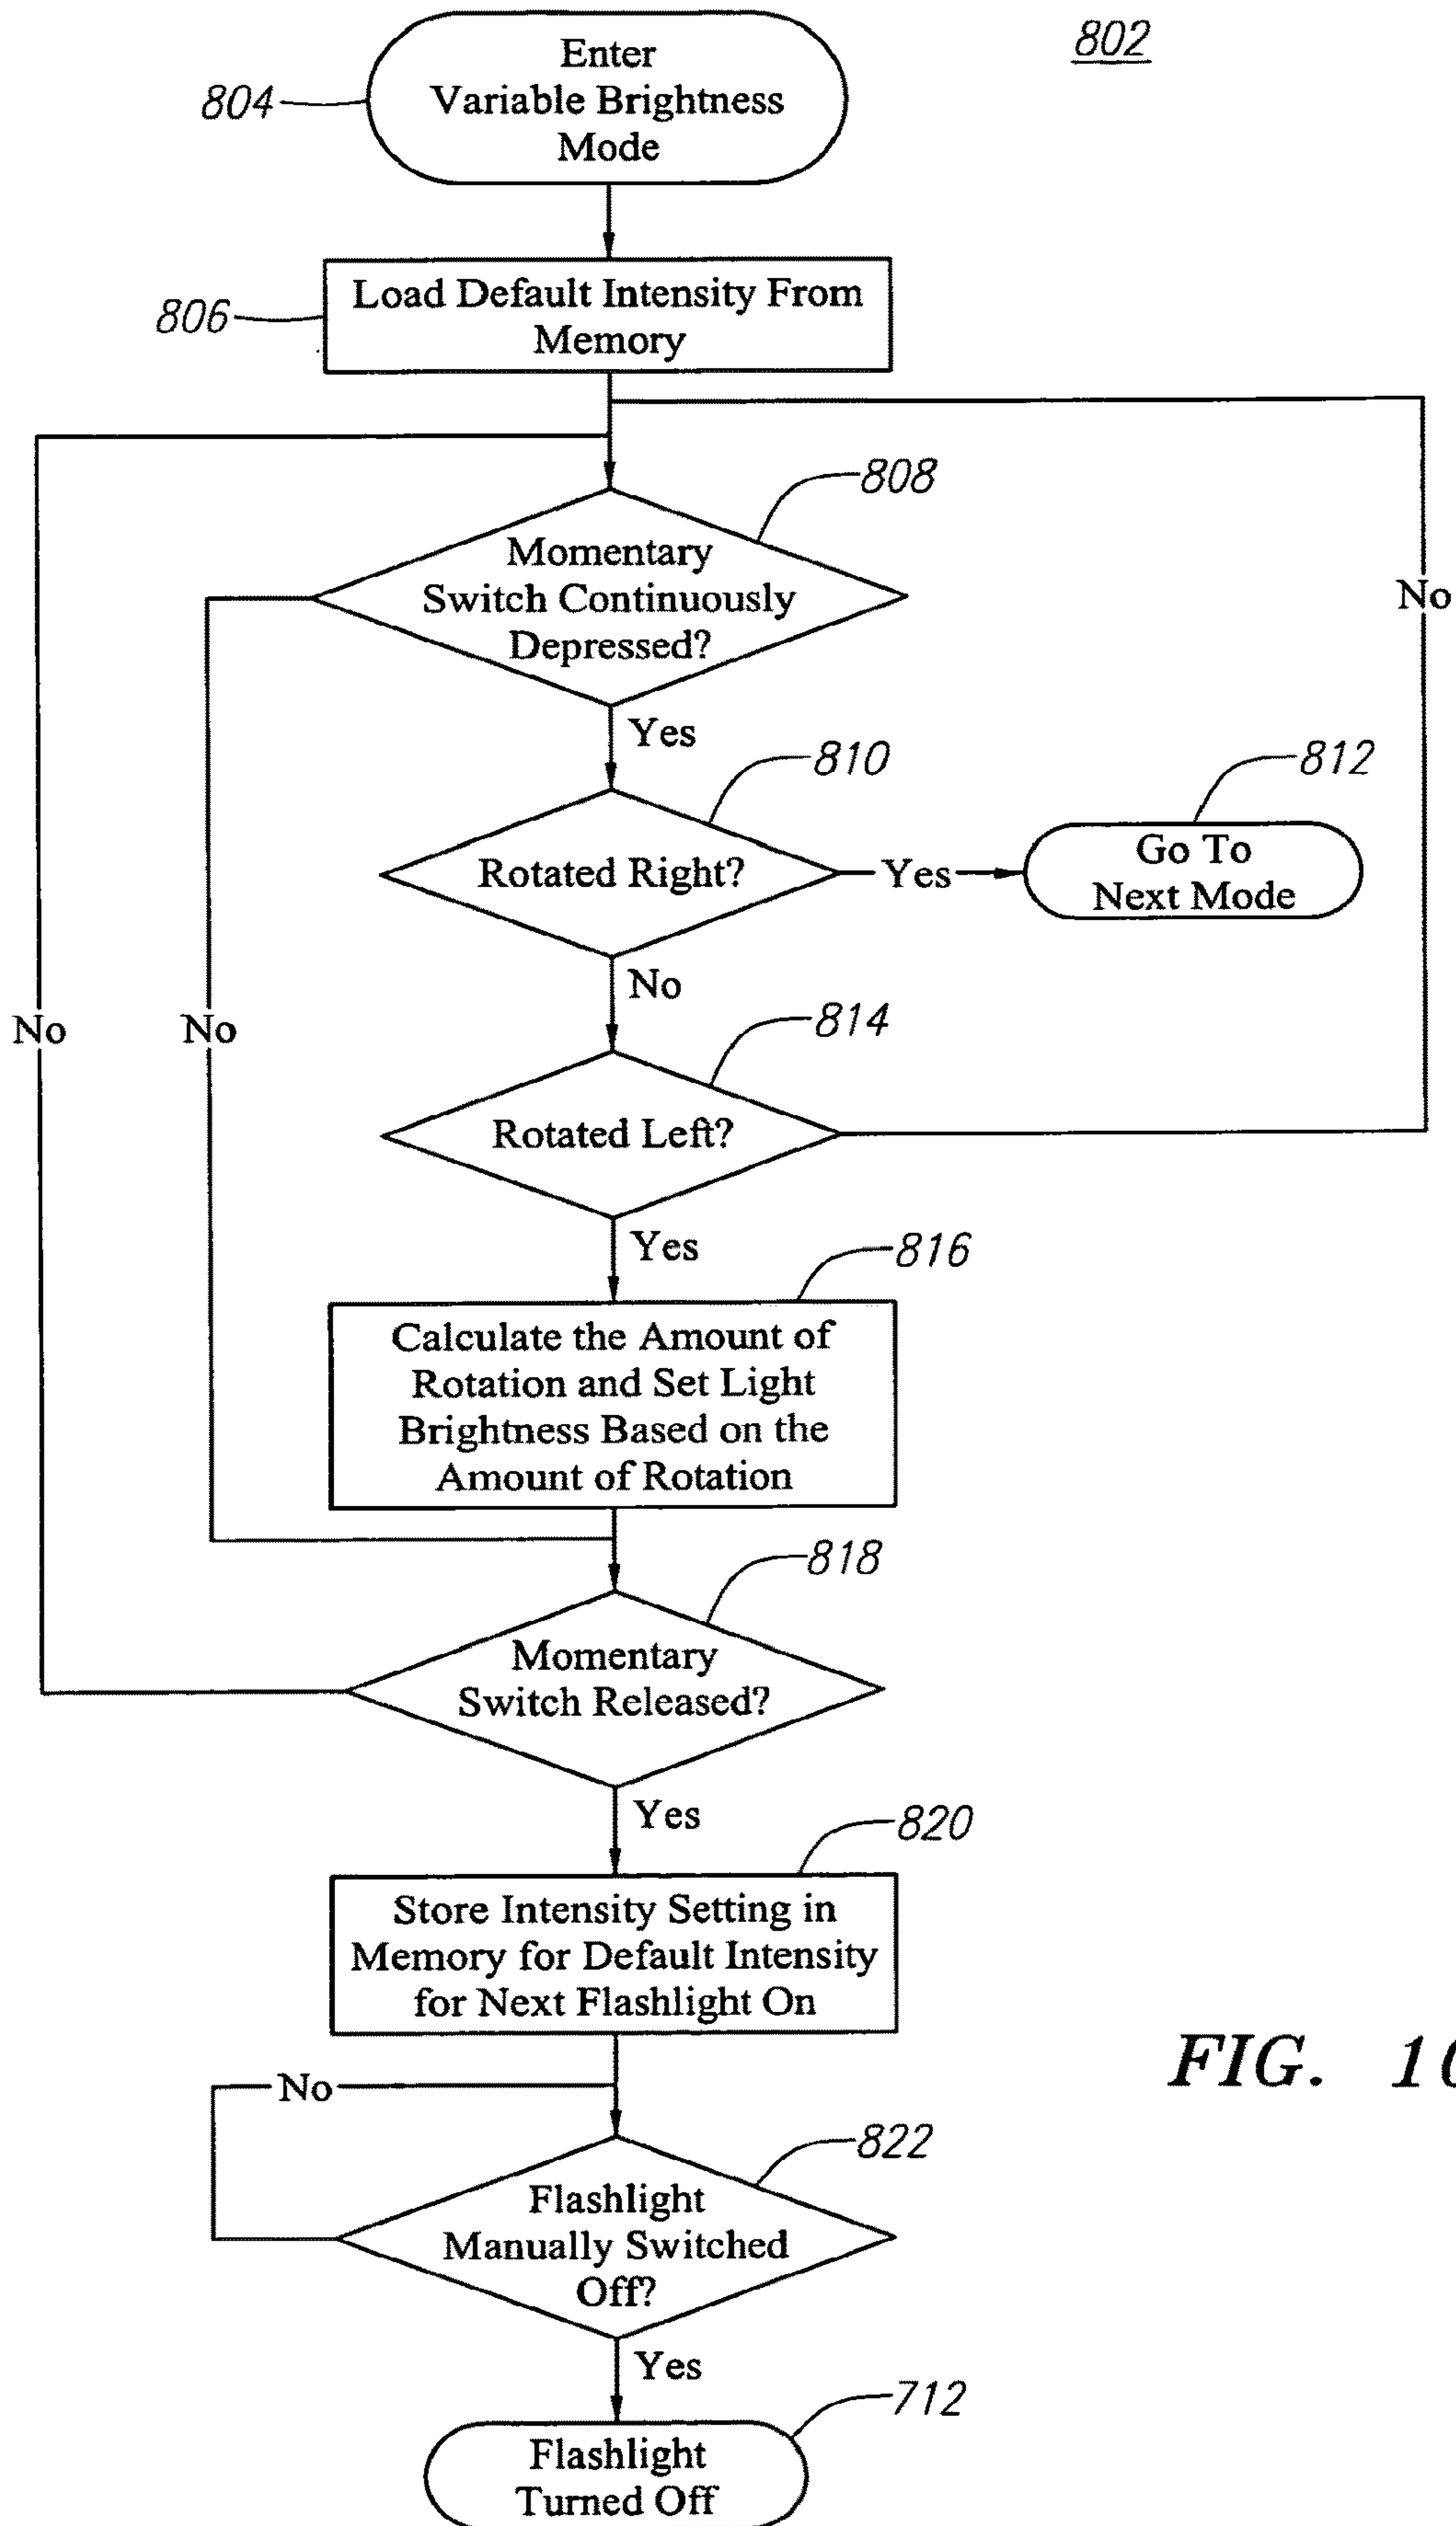 802
804
Enter
Variable Brightness
Mode
806
Load Default Intensity From
Memory
808
Momentary
Switch Continuously
Depressed?
No
Yes
810
812
Rotated Right?
Yes
Go To
Next Mode
No
No
No
814
Rotated Left?
Yes
816
Calculate the Amount of
Rotation and Set Light
Brightness Based on the
Amount of Rotation
818
Momentary
Switch Released?
Yes
820
Store Intensity Setting in
Memory for Default Intensity
for Next Flashlight On
FIG. 10
No
822
Flashlight
Manually Switched
Off?
Yes
712
Flashlight
Turned Off